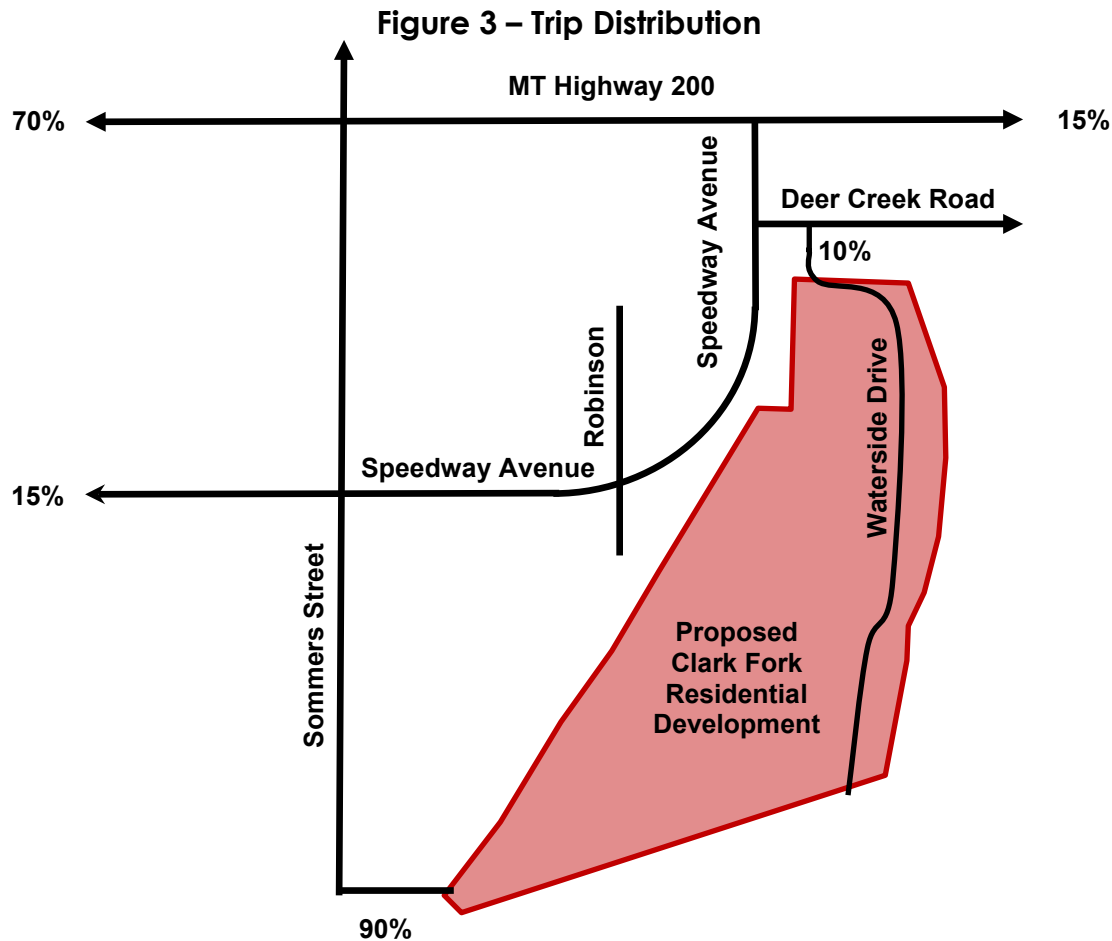 Figure 3 – Trip Distribution
MT Highway 200
70%
15%
Speedway Avenue
Deer Creek Road
10%
Robinson
Waterside Drive
Speedway Avenue
15%
Sommers Street
Proposed
Clark Fork
Residential
Development
90%